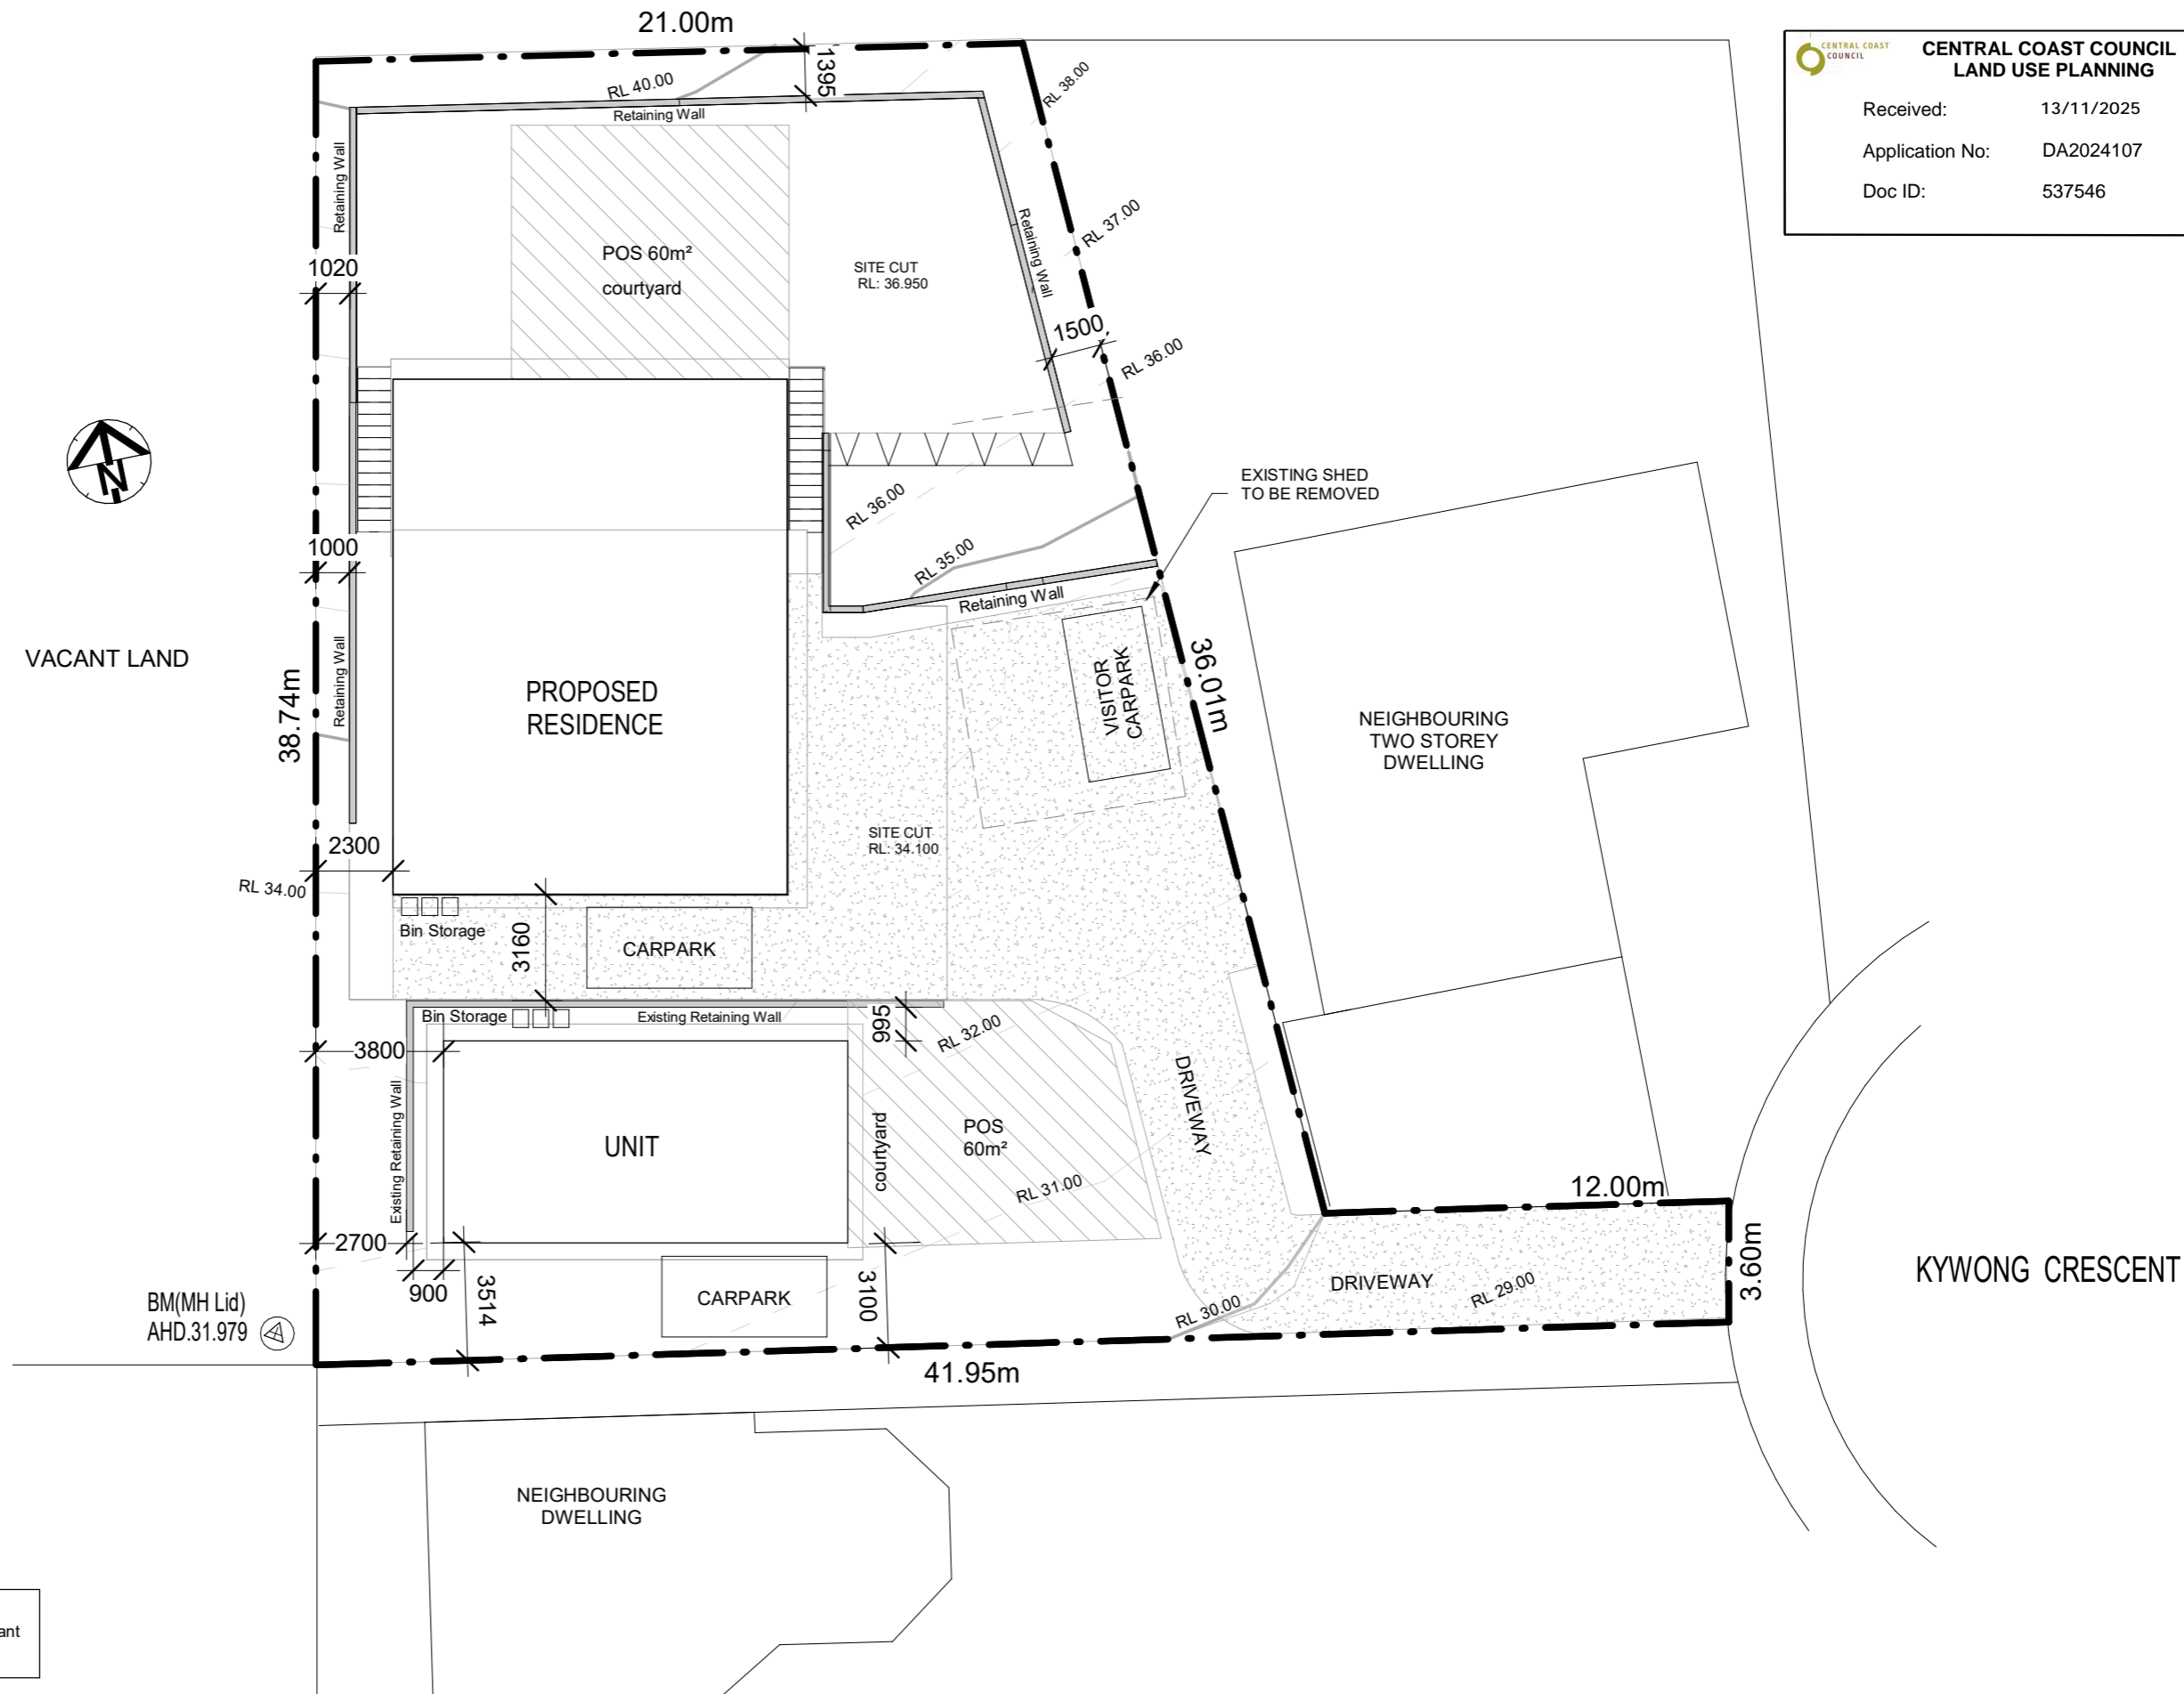 21.00m
CENTRAL COAST
COUNCIL
CENTRAL COAST COUNCIL
LAND USE PLANNING
Received: 13/11/2025
Application No: DA2024107
Doc ID: 537546
1395
RL 40.00
Retaining Wall
RL 38.00
Retaining Wall
RL 37.00
Retaining Wall
POS 60m²
courtyard
SITE CUT
RL: 36.950
1020
1500
RL 36.00
N
EXISTING SHED
TO BE REMOVED
RL 36.00
1000
RL 35.00
Retaining Wall
VACANT LAND
Retaining Wall
38.74m
PROPOSED
RESIDENCE
VISITOR
CARPARK
36.01m
NEIGHBOURING
TWO STOREY
DWELLING
SITE CUT
RL: 34.100
2300
RL 34.00
Bin Storage
3160
CARPARK
Bin Storage
Existing Retaining Wall
995
RL 32.00
3800
DRIVEWAY
Existing Retaining Wall
UNIT
courtyard
POS
60m²
RL 31.00
12.00m
2700
3.60m
KYWONG CRESCENT
900
3514
CARPARK
3100
DRIVEWAY
RL 29.00
RL 30.00
BM(MH Lid)
AHD.31.979
41.95m
NEIGHBOURING
DWELLING
ant